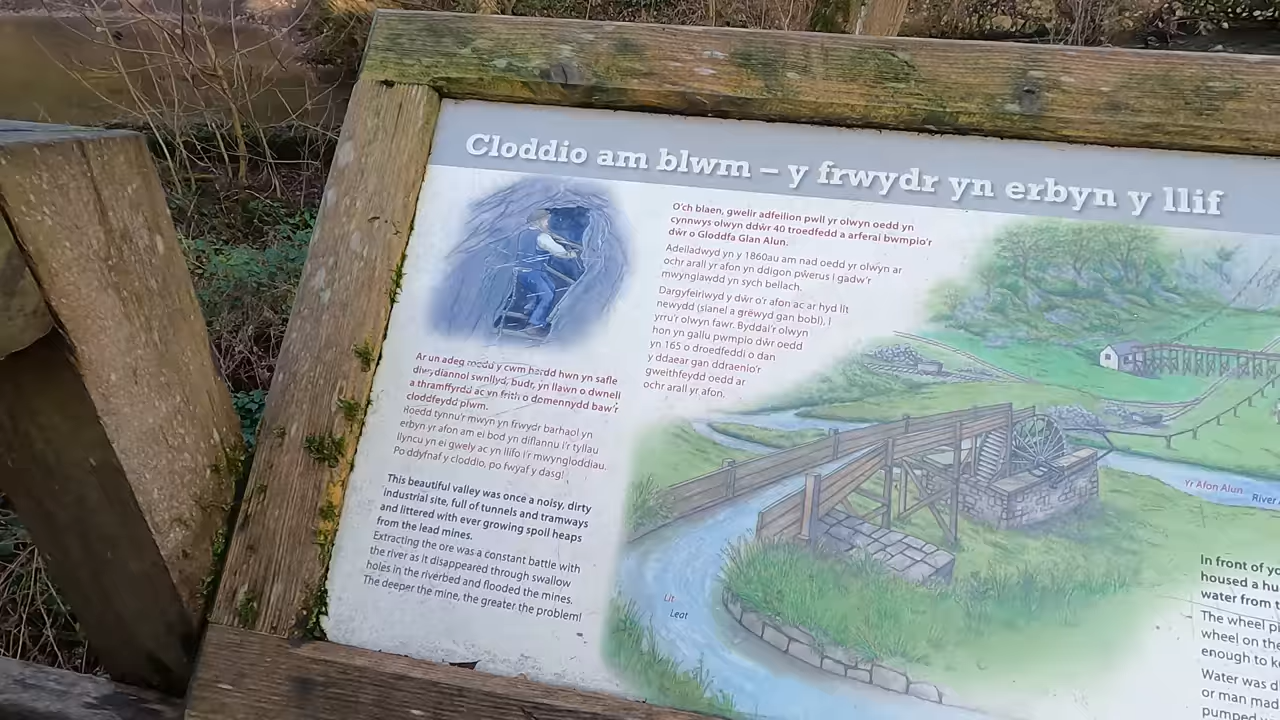 Cloddio am blwm – y frwydr yn erbyn y llif
O'ch blaen, gwelir adfeilion pwll yr olwyn oedd yn
cynnwys olwyn ddŵr 40 troedfedd a arferai bwmpio'r
dŵr o Gloddfa Glan Alun.
Adeiladwyd yn y 1860au am nad oedd yr olwyn ar
ochr arall yr afon yn ddigon pŵerus i gadw'r
mwynglawdd yn sych bellach.
Dargyfeiriwyd y dŵr o'r afon ac ar hyd lit
newydd (sianel a grëwyd gan bobl), i
yrru'r olwyn fawr. Byddai'r olwyn
hon yn gallu pwmpio dŵr oedd
yn 165 o droedfeddi o dan
y ddaear gan ddraenio'r
gweithfeydd oedd ar
ochr arall yr afon.
Ar un adeg roedd y cwm hardd hwn yn safle
diwydiannol swnllyd, budr, yn llawn o dwneli
a thramffyrdd ac yn frith o domennydd baw'r
cloddfeydd plwm.
Roedd tynnu'r mwyn yn frwydr barhaol yn
erbyn yr afon am ei bod yn diflannu i'r tyllau
llyncu yn ei gwely ac yn llifo i'r mwyngloddiau.
Po ddyfnaf y cloddio, po fwyaf y dasg!
This beautiful valley was once a noisy, dirty
industrial site, full of tunnels and tramways
and littered with ever growing spoil heaps
from the lead mines.
Extracting the ore was a constant battle with
the river as it disappeared through swallow
holes in the riverbed and flooded the mines.
The deeper the mine, the greater the problem!
Lit
Leat
Yr Afon Alun
River
In front of yo
housed a hu
water from t
The wheel pi
wheel on the
enough to k
Water was d
or man mad
pumped